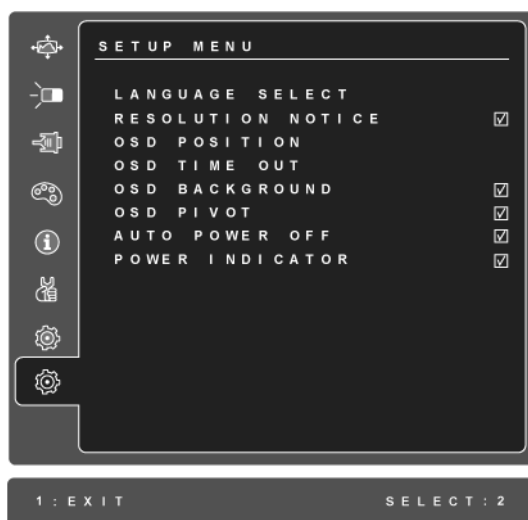 SETUP MENU
LANGUAGE SELECT
RESOLUTION NOTICE
OSD POSITION
OSD TIME OUT
OSD BACKGROUND
OSD PIVOT
AUTO POWER OFF
POWER INDICATOR
1:EXIT SELECT:2